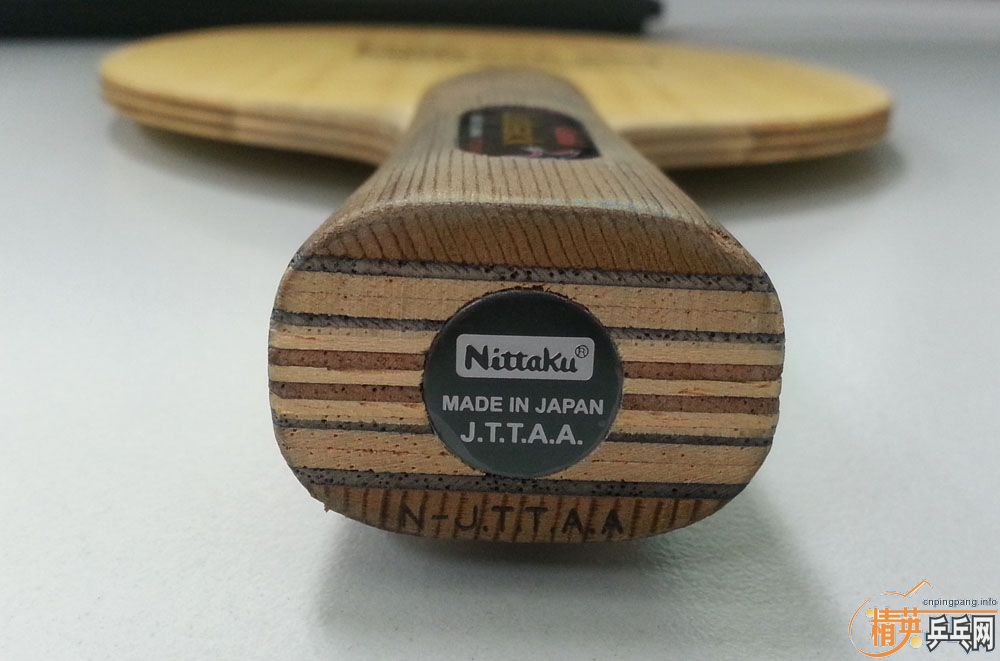 Nittaku®
MADE IN JAPAN
J.T.T.A.A.
N-J.T.T.A.A
cnpingpang.info
精英乒乓网